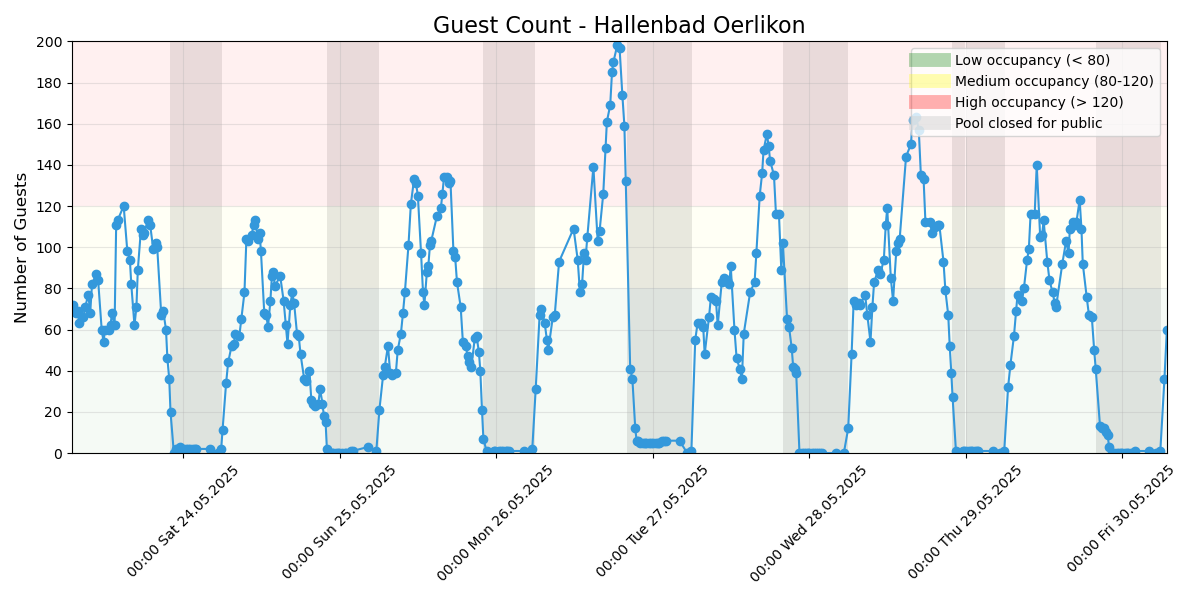 Guest Count - Hallenbad Oerlikon
Number of Guests
200
180
160
140
120
100
80
60
40
20
0
Low occupancy (< 80)
Medium occupancy (80-120)
High occupancy (> 120)
Pool closed for public
00:00 Sat 24.05.2025
00:00 Sun 25.05.2025
00:00 Mon 26.05.2025
00:00 Tue 27.05.2025
00:00 Wed 28.05.2025
00:00 Thu 29.05.2025
00:00 Fri 30.05.2025